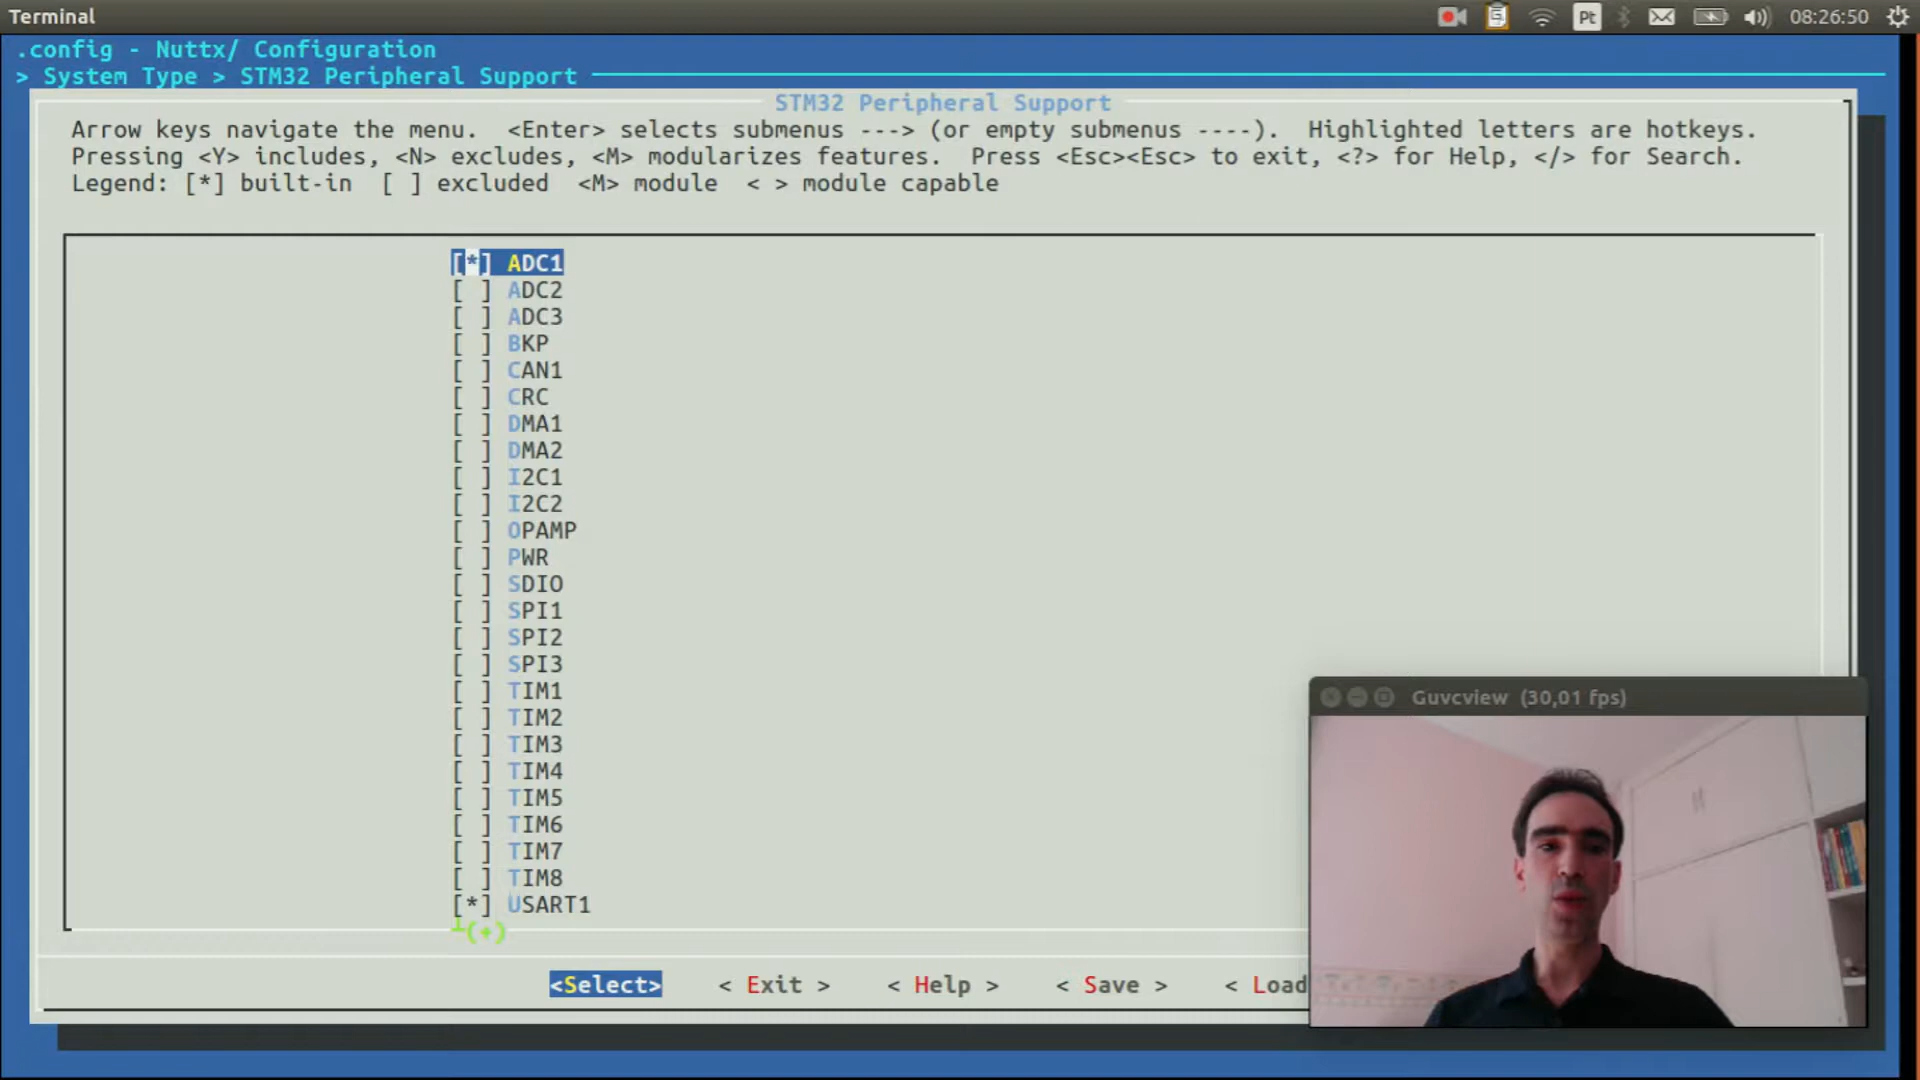 Terminal
Pt
08:26:50
.config - Nuttx/ Configuration
> System Type > STM32 Peripheral Support
STM32 Peripheral Support
Arrow keys navigate the menu.  <Enter> selects submenus ---> (or empty submenus ----).  Highlighted letters are hotkeys.
Pressing <Y> includes, <N> excludes, <M> modularizes features.  Press <Esc><Esc> to exit, <?> for Help, </> for Search.
Legend: [*] built-in  [ ] excluded  <M> module  < > module capable
[*] ADC1
[ ] ADC2
[ ] ADC3
[ ] BKP
[ ] CAN1
[ ] CRC
[ ] DMA1
[ ] DMA2
[ ] I2C1
[ ] I2C2
[ ] OPAMP
[ ] PWR
[ ] SDIO
[ ] SPI1
[ ] SPI2
[ ] SPI3
[ ] TIM1
[ ] TIM2
[ ] TIM3
[ ] TIM4
[ ] TIM5
[ ] TIM6
[ ] TIM7
[ ] TIM8
[*] USART1
(+)
<Select>    < Exit >    < Help >    < Save >    < Load
Guvcview (30,01 fps)